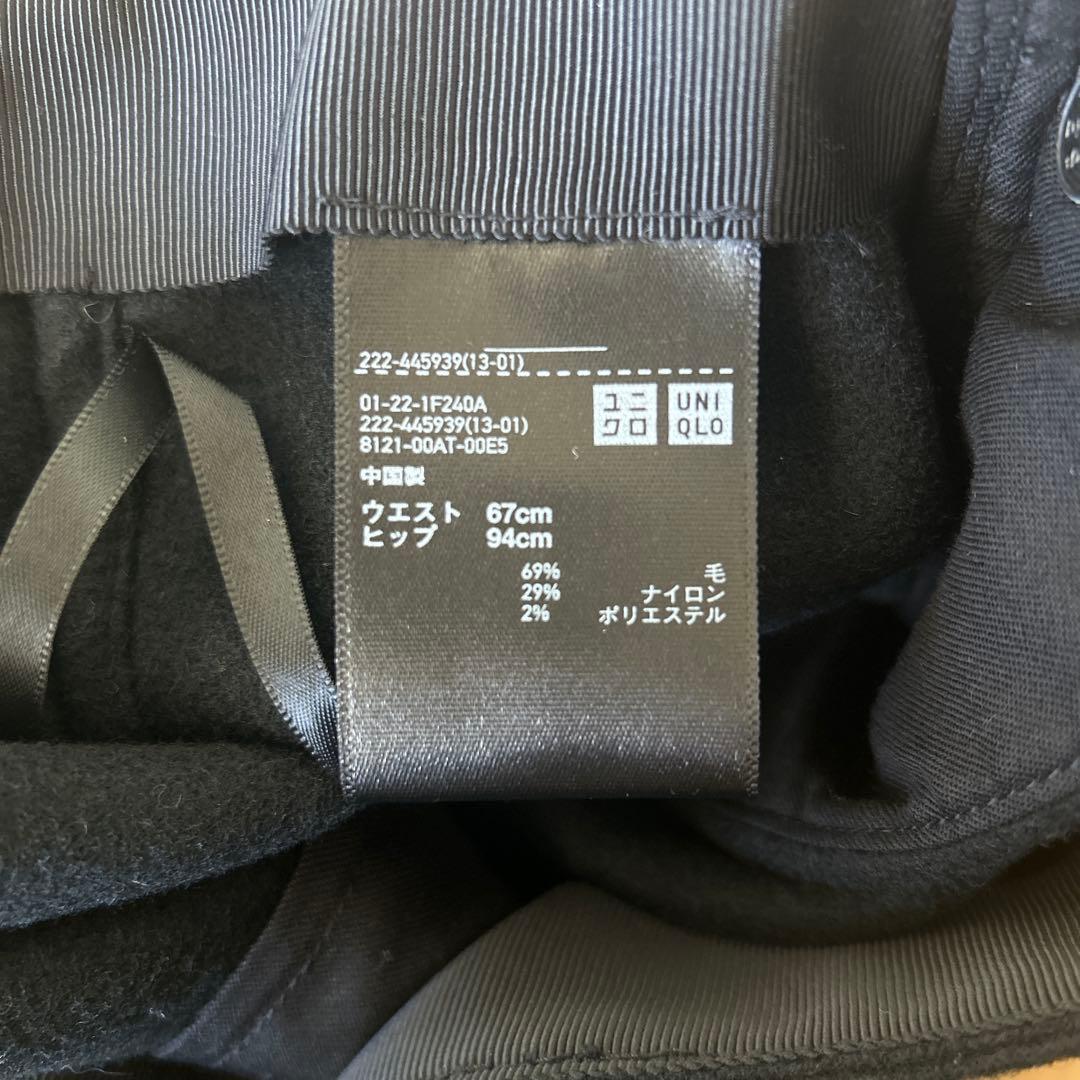 222-445939(13-01)
01-22-1F240A
222-445939(13-01)
8121-00AT-00E5
ユニ
クロ
UNI
QLO
中国製
ウエスト 67cm
ヒップ 94cm
69% 毛
29% ナイロン
2% ポリエステル